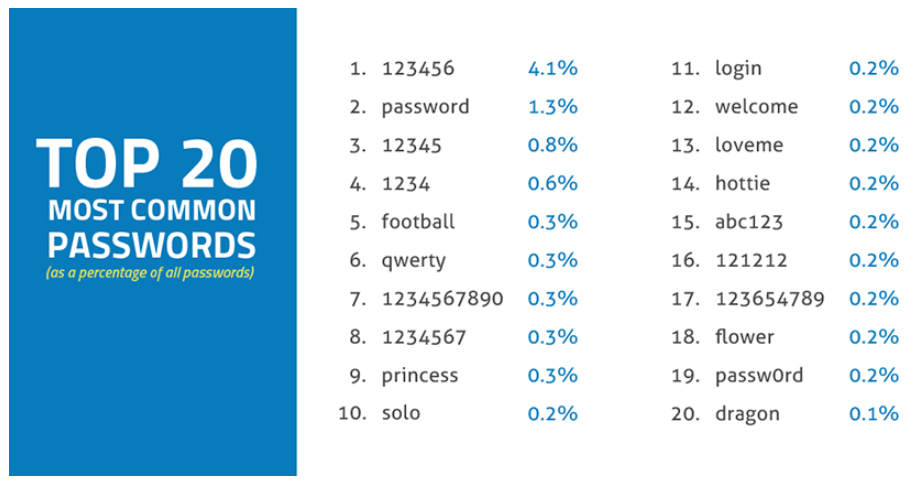 TOP 20
MOST COMMON
PASSWORDS
(as a percentage of all passwords)
1. 123456 4.1%
2. password 1.3%
3. 12345 0.8%
4. 1234 0.6%
5. football 0.3%
6. qwerty 0.3%
7. 1234567890 0.3%
8. 1234567 0.3%
9. princess 0.3%
10. solo 0.2%
11. login 0.2%
12. welcome 0.2%
13. loveme 0.2%
14. hottie 0.2%
15. abc123 0.2%
16. 121212 0.2%
17. 123654789 0.2%
18. flower 0.2%
19. passw0rd 0.2%
20. dragon 0.1%